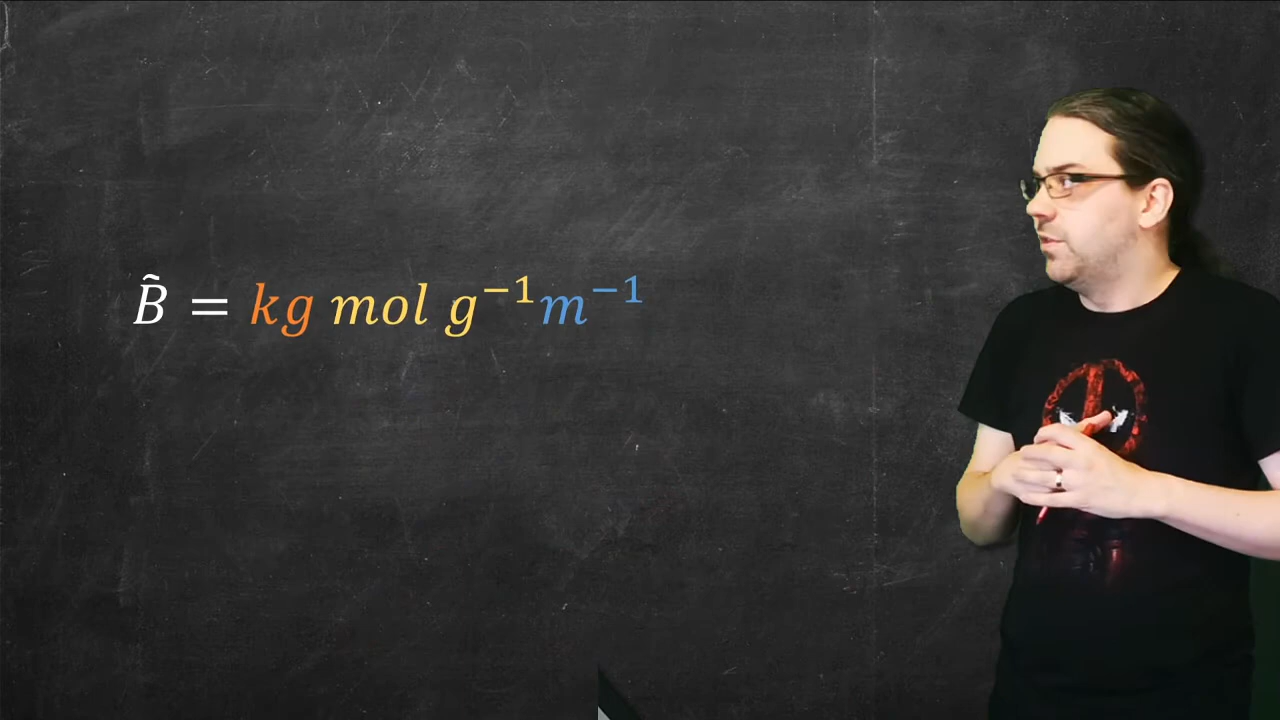 B̃ = kg mol g⁻¹m⁻¹